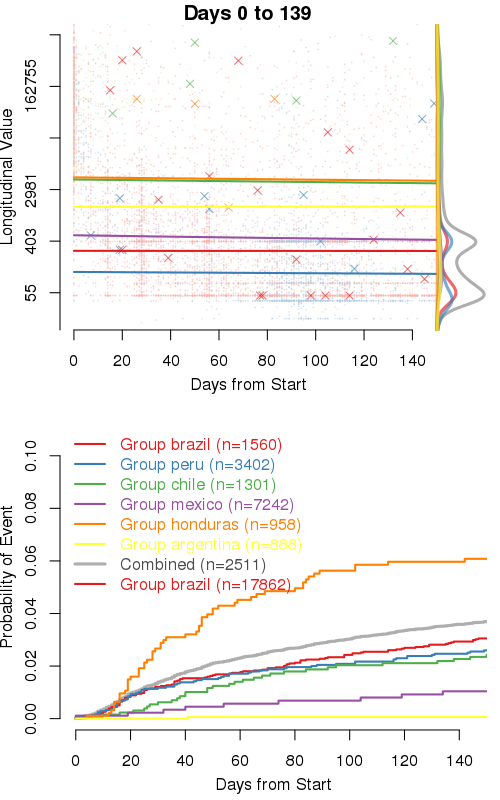 Days 0 to 139
Longitudinal Value
162755
2981
403
55
0 20 40 60 80 100 120 140
Days from Start
Probability of Event
0.10
0.08
0.06
0.04
0.02
0.00
Group brazil (n=1560)
Group peru (n=3402)
Group chile (n=1301)
Group mexico (n=7242)
Group honduras (n=958)
Group argentina (n=888)
Combined (n=2511)
Group brazil (n=17862)
0 20 40 60 80 100 120 140
Days from Start